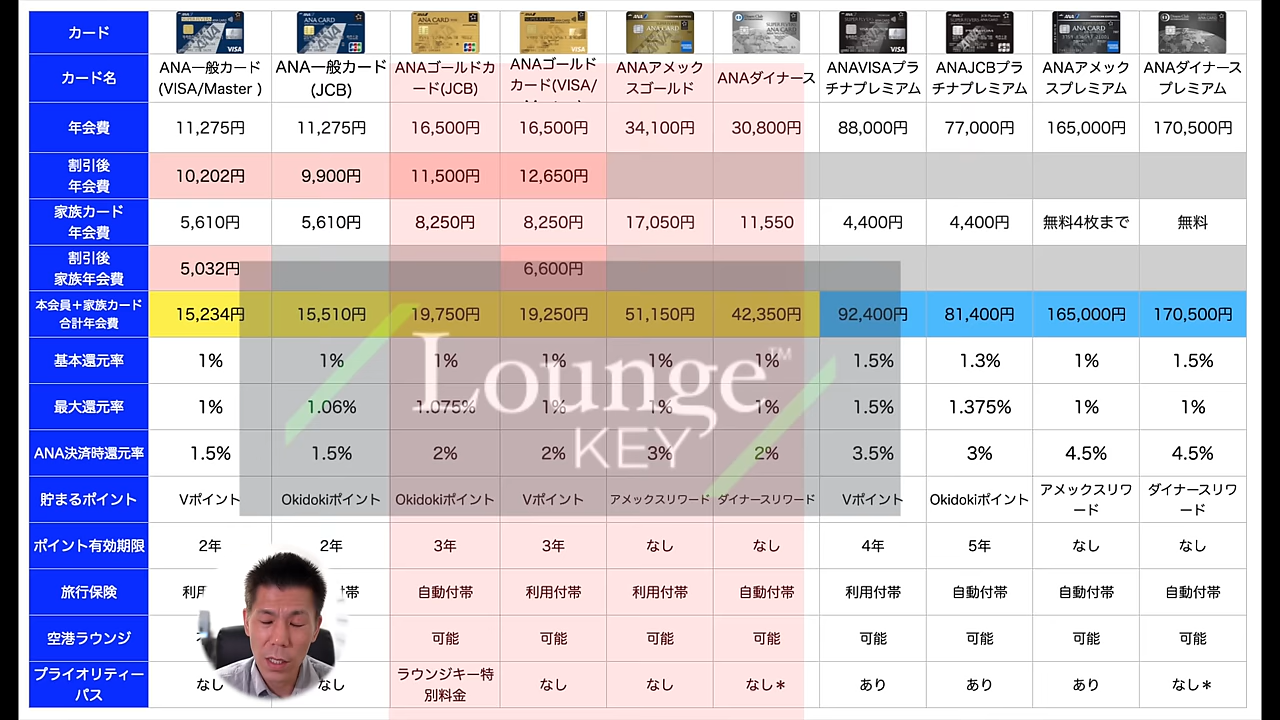 カード
カード名 ANA一般カード(VISA/Master ) ANA一般カード(JCB) ANAゴールドカード(JCB) ANAゴールドカード(VISA/ ANAアメックスゴールド ANAダイナース ANAVISAプラチナプレミアム ANAJCBプラチナプレミアム ANAアメックスプレミアム ANAダイナースプレミアム
年会費 11,275円 11,275円 16,500円 16,500円 34,100円 30,800円 88,000円 77,000円 165,000円 170,500円
割引後年会費 10,202円 9,900円 11,500円 12,650円
家族カード年会費 5,610円 5,610円 8,250円 8,250円 17,050円 11,550 4,400円 4,400円 無料4枚まで 無料
割引後家族年会費 5,032円 6,600円
本会員＋家族カード合計年会費 15,234円 15,510円 19,750円 19,250円 51,150円 42,350円 92,400円 81,400円 165,000円 170,500円
基本還元率 1% 1% 1% 1% 1% 1% 1.5% 1.3% 1% 1.5%
最大還元率 1% 1.06% 1.075% 1% 1% 1% 1.5% 1.375% 1% 1%
Lounge™
KEY
ANA決済時還元率 1.5% 1.5% 2% 2% 3% 2% 3.5% 3% 4.5% 4.5%
貯まるポイント Vポイント Okidokiポイント Okidokiポイント Vポイント アメックスリワード ダイナースリワード Vポイント Okidokiポイント アメックスリワード ダイナースリワード
ポイント有効期限 2年 2年 3年 3年 なし なし 4年 5年 なし なし
旅行保険 利用 帯 自動付帯 利用付帯 利用付帯 自動付帯 利用付帯 自動付帯 自動付帯 自動付帯
空港ラウンジ 可能 可能 可能 可能 可能 可能 可能 可能
プライオリティーパス なし なし ラウンジキー特別料金 なし なし なし＊ あり あり あり なし＊